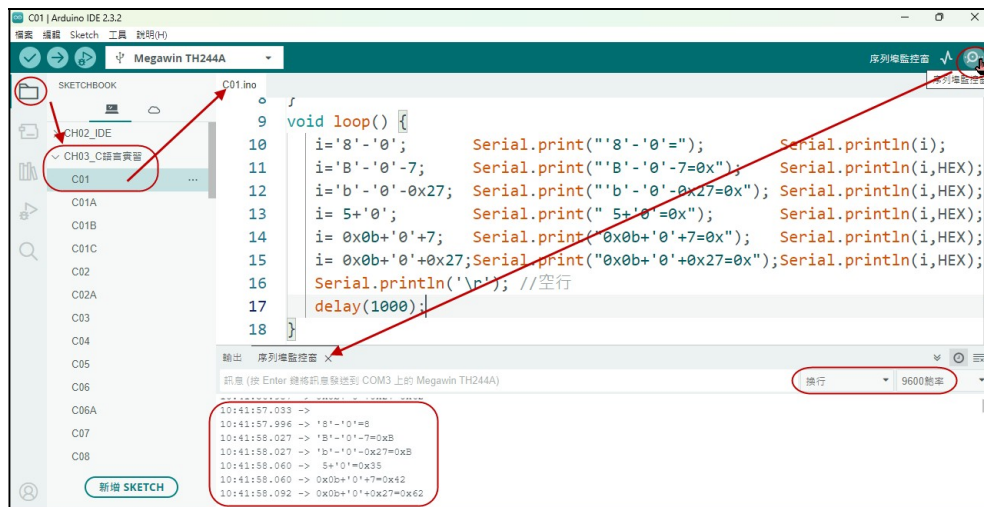 C01 | Arduino IDE 2.3.2
檔案 編輯 Sketch 工具 說明(H)
Megawin TH244A
序列埠監控窗
序列埠監控窗
SKETCHBOOK
C01.ino
CH02_IDE
CH03_C語言實習
C01
C01A
C01B
C01C
C02
C02A
C03
C04
C05
C06
C06A
C07
C08
新增 SKETCH
8 }
9 void loop() {
10 i='8'-'0'; Serial.print("'8'-'0'="); Serial.println(i);
11 i='B'-'0'-7; Serial.print("'B'-'0'-7=0x"); Serial.println(i,HEX);
12 i='b'-'0'-0x27; Serial.print("'b'-'0'-0x27=0x"); Serial.println(i,HEX);
13 i= 5+'0'; Serial.print(" 5+'0'=0x"); Serial.println(i,HEX);
14 i= 0x0b+'0'+7; Serial.print("0x0b+'0'+7=0x"); Serial.println(i,HEX);
15 i= 0x0b+'0'+0x27;Serial.print("0x0b+'0'+0x27=0x");Serial.println(i,HEX);
16 Serial.println('\r'); //空行
17 delay(1000);
18 }
輸出 序列埠監控窗
訊息 (按 Enter 鍵將訊息發送到 COM3 上的 Megawin TH244A)
換行 9600鮑率
10:41:57.033 ->
10:41:57.996 -> '8'-'0'=8
10:41:58.027 -> 'B'-'0'-7=0xB
10:41:58.027 -> 'b'-'0'-0x27=0xB
10:41:58.060 -> 5+'0'=0x35
10:41:58.060 -> 0x0b+'0'+7=0x42
10:41:58.092 -> 0x0b+'0'+0x27=0x62